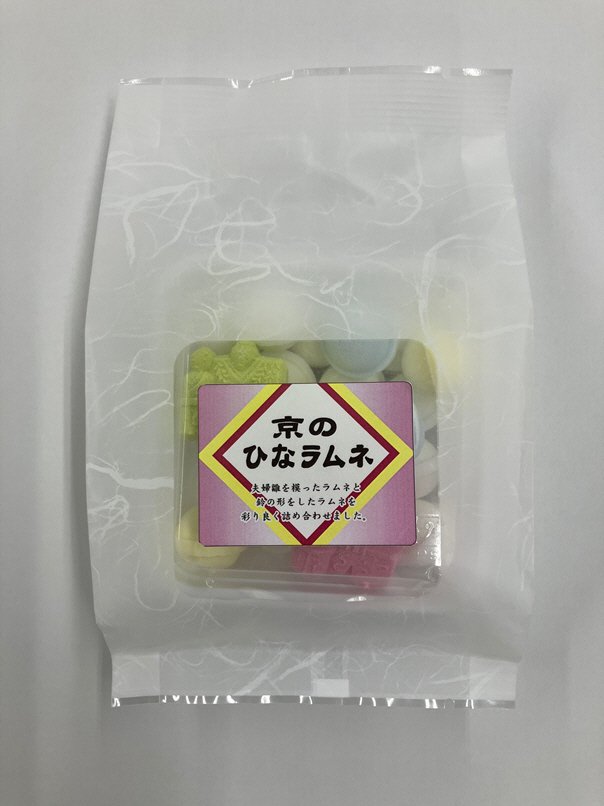 京の
ひなラムネ
夫婦雛を模ったラムネと
鈴の形をしたラムネを
彩り良く詰め合わせました。